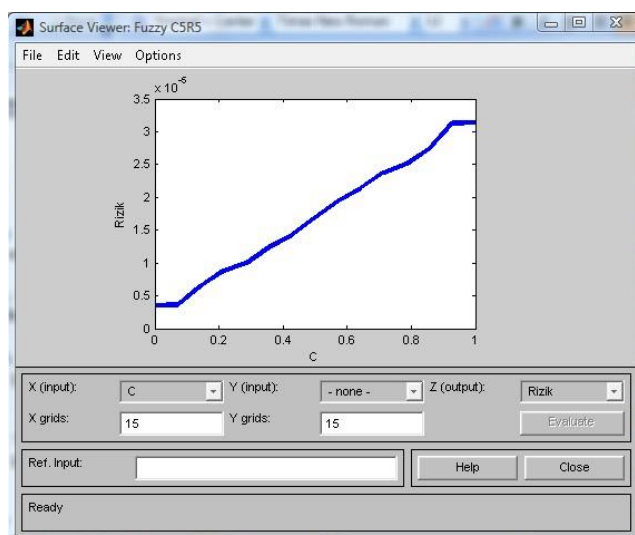 Surface Viewer: Fuzzy C5R5
File Edit View Options
x 10
-5
3.5
3
2.5
2
1.5
1
0.5
0
Rizik
0 0.2 0.4 0.6 0.8 1
C
X (input): C Y (input): - none - Z (output): Rizik
X grids: 15 Y grids: 15 Evaluate
Ref. Input: Help Close
Ready